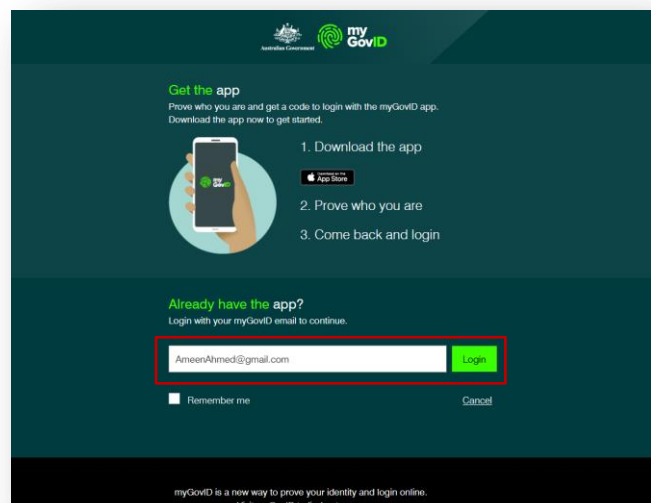 Australian Government
my
GovID
Get the app
Prove who you are and get a code to login with the myGovID app.
Download the app now to get started.
my
GovID
1. Download the app
Download on the
App Store
2. Prove who you are
3. Come back and login
Already have the app?
Login with your myGovID email to continue.
AmeenAhmed@gmail.com
Login
Remember me
Cancel
myGovID is a new way to prove your identity and login online.